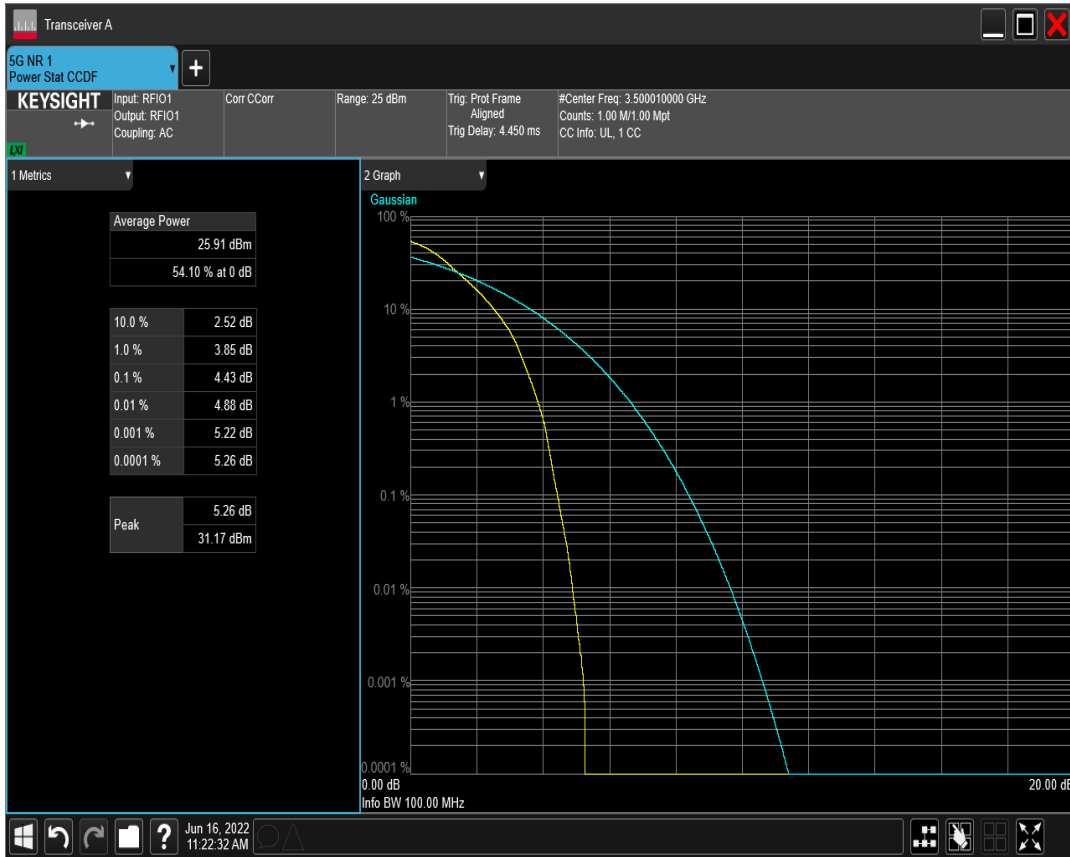 Transceiver A
5G NR 1
Power Stat CCDF
KEYSIGHT
LXI
Input: RFIO1
Output: RFIO1
Coupling: AC
Corr CCorr
Range: 25 dBm
Trig: Prot Frame
Aligned
Trig Delay: 4.450 ms
#Center Freq: 3.500010000 GHz
Counts: 1.00 M/1.00 Mpt
CC Info: UL, 1 CC
1 Metrics
Average Power
25.91 dBm
54.10 % at 0 dB
10.0 % 2.52 dB
1.0 % 3.85 dB
0.1 % 4.43 dB
0.01 % 4.88 dB
0.001 % 5.22 dB
0.0001 % 5.26 dB
Peak
5.26 dB
31.17 dBm
2 Graph
Gaussian
100 %
10 %
1 %
0.1 %
0.01 %
0.001 %
0.0001 %
0.00 dB 20.00 dB
Info BW 100.00 MHz
?
Jun 16, 2022
11:22:32 AM